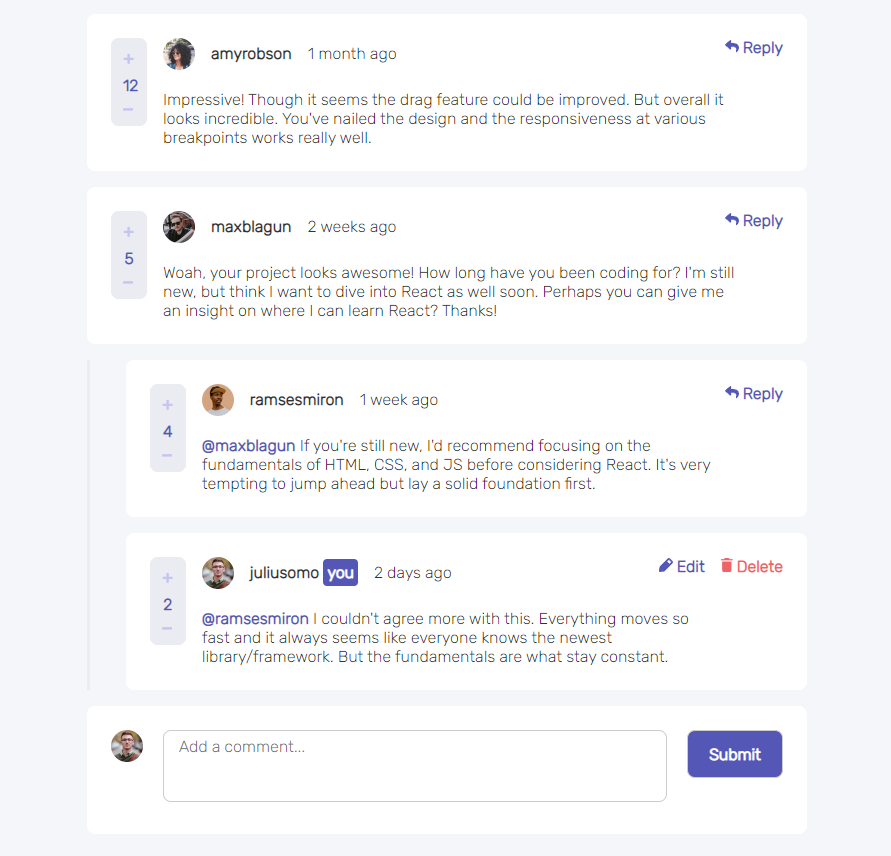 +
12
−
amyrobson 1 month ago
Reply
Impressive! Though it seems the drag feature could be improved. But overall it
looks incredible. You've nailed the design and the responsiveness at various
breakpoints works really well.
+
5
−
maxblagun 2 weeks ago
Reply
Woah, your project looks awesome! How long have you been coding for? I'm still
new, but think I want to dive into React as well soon. Perhaps you can give me
an insight on where I can learn React? Thanks!
+
4
−
ramsesmiron 1 week ago
Reply
@maxblagun If you're still new, I'd recommend focusing on the
fundamentals of HTML, CSS, and JS before considering React. It's very
tempting to jump ahead but lay a solid foundation first.
+
2
−
juliusomo you 2 days ago
Edit Delete
@ramsesmiron I couldn't agree more with this. Everything moves so
fast and it always seems like everyone knows the newest
library/framework. But the fundamentals are what stay constant.
Add a comment...
Submit